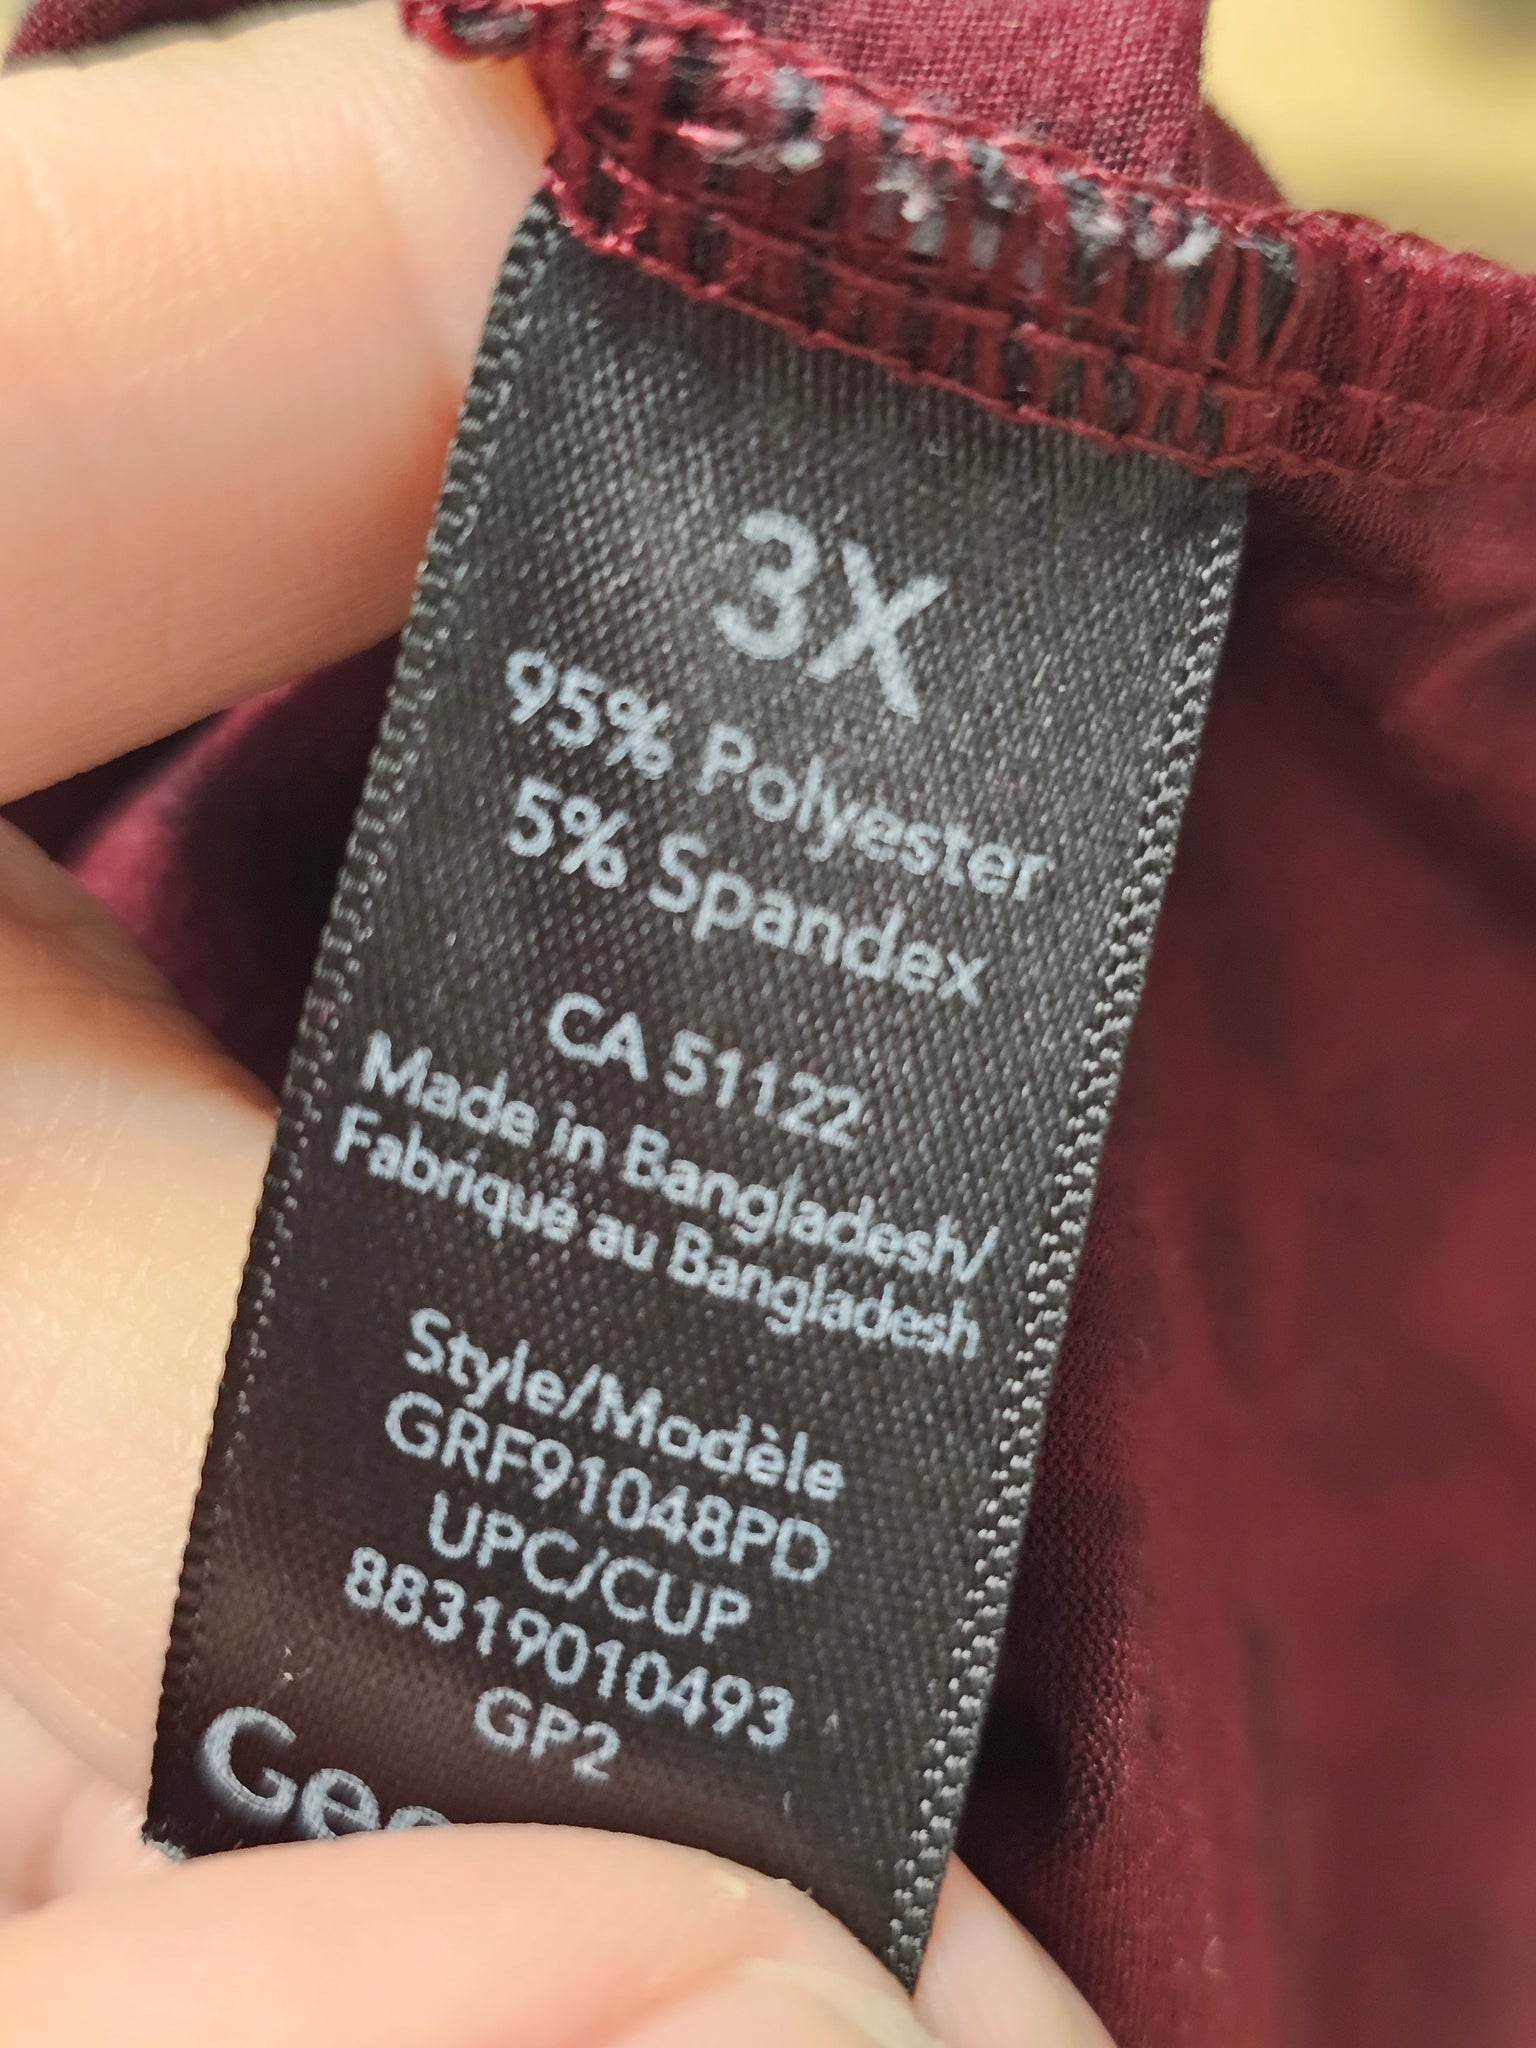 3X
95% Polyester
5% Spandex
CA 51122
Made in Bangladesh/
Fabriqué au Bangladesh
Style/Modèle
GRF91048PD
UPC/CUP
883319010493
GP2